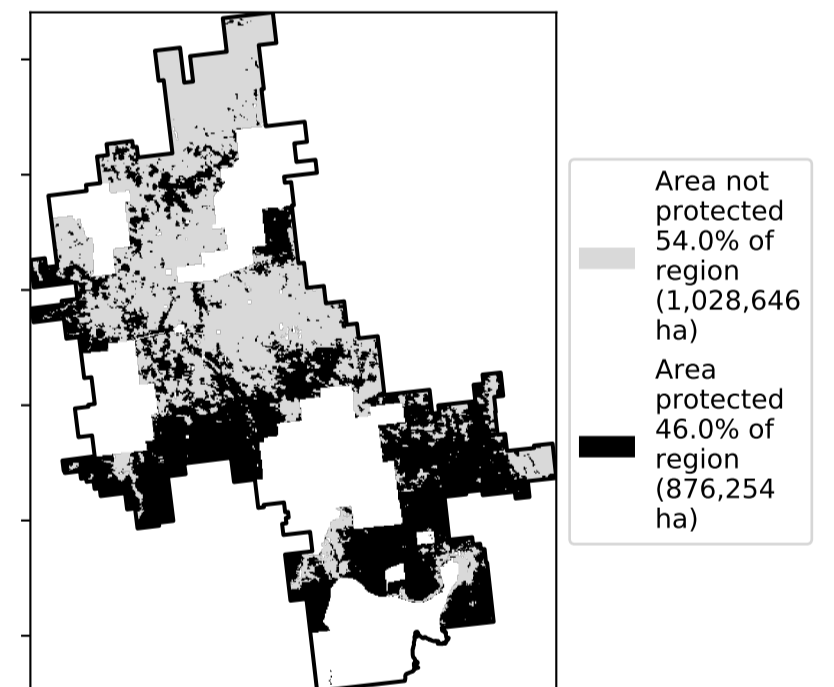 Area not
protected
54.0% of
region
(1,028,646
ha)
Area
protected
46.0% of
region
(876,254
ha)